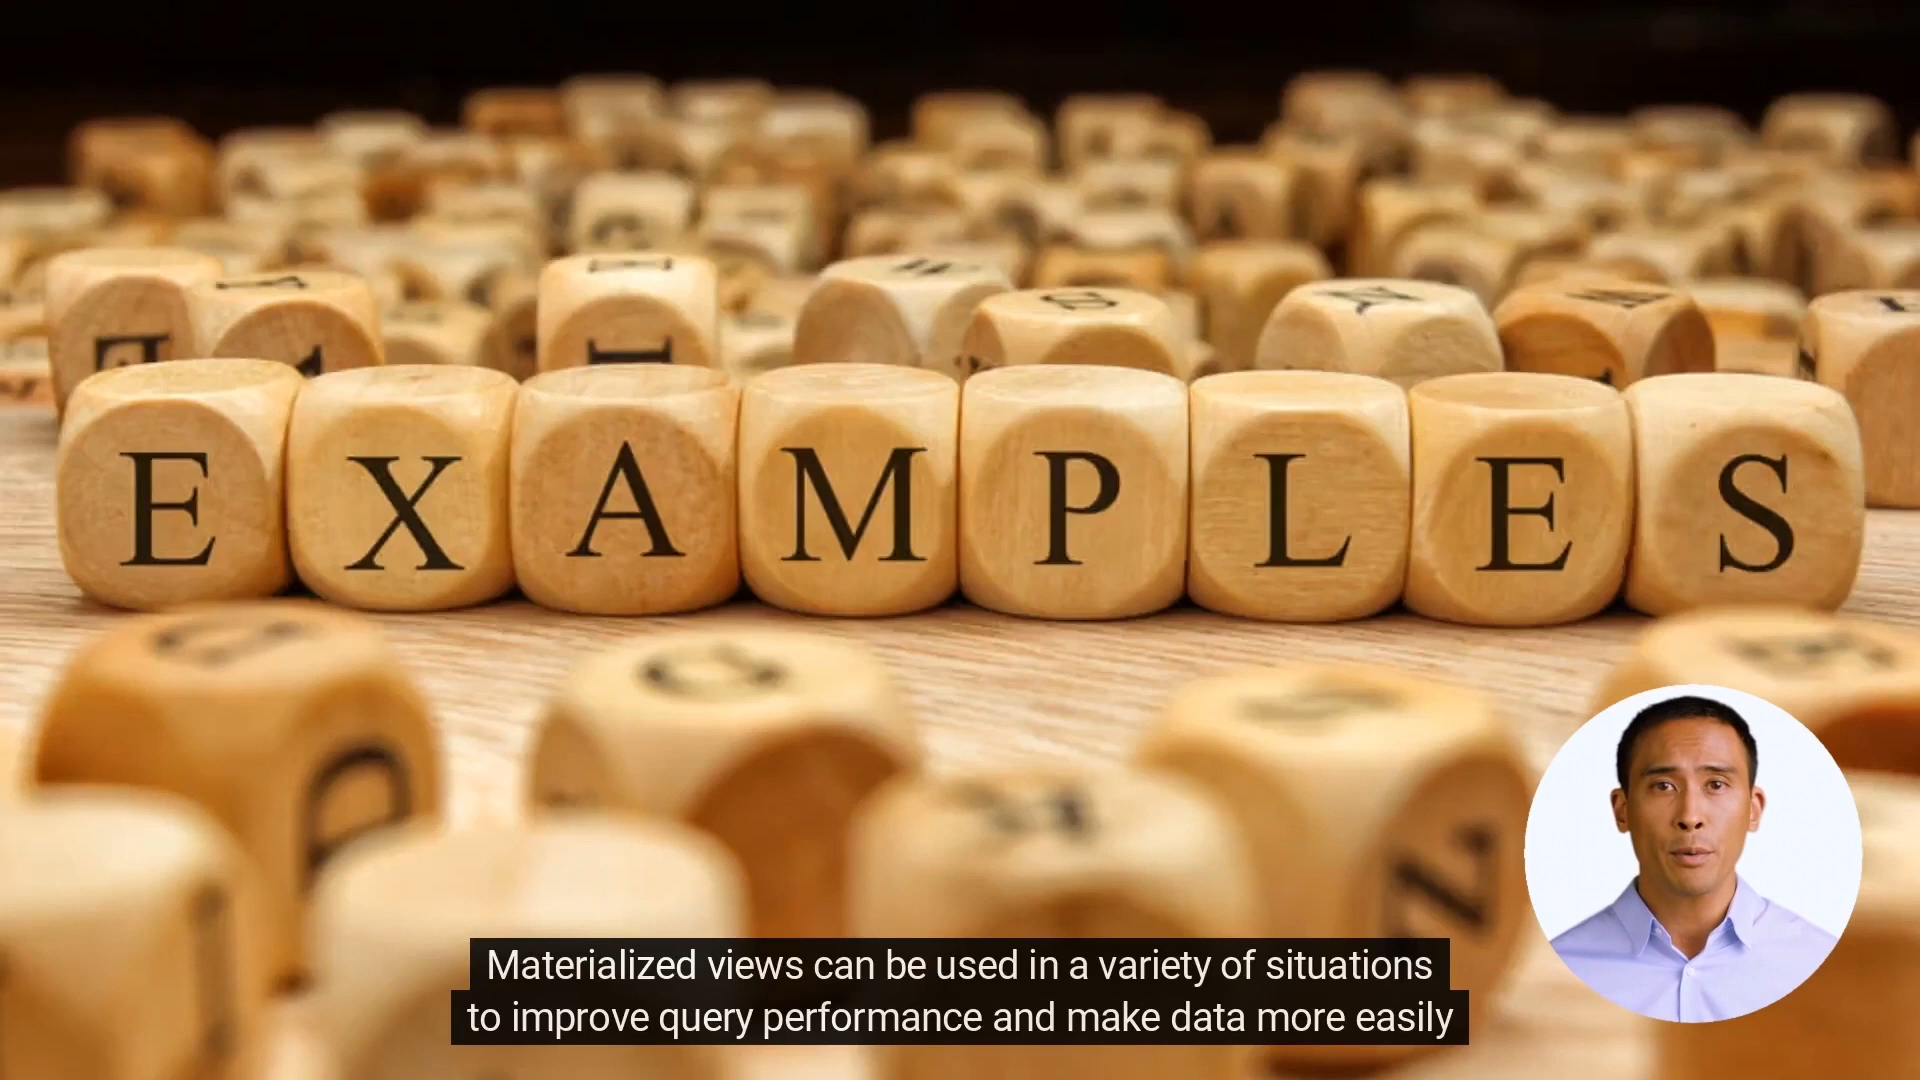 EXAMPLES
Materialized views can be used in a variety of situations
to improve query performance and make data more easily